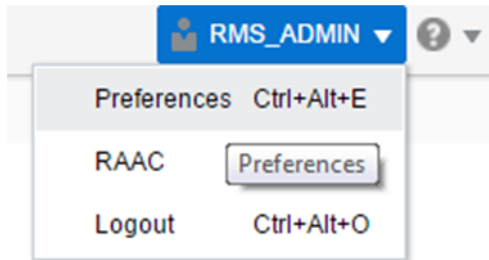 RMS_ADMIN
Preferences Ctrl+Alt+E
RAAC
Preferences
Logout Ctrl+Alt+O